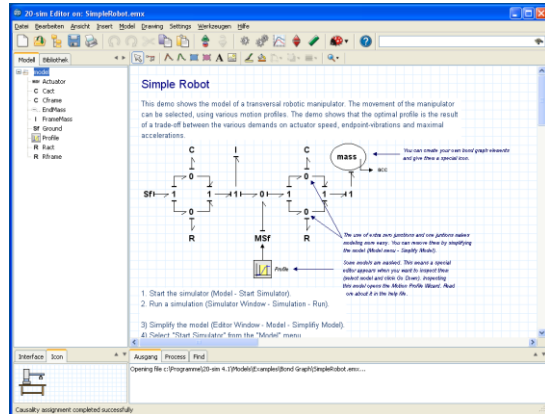 20-sim Editor on: SimpleRobot.emx
Datei Bearbeiten Ansicht Insert Model Drawing Settings Werkzeugen Hilfe
Modell Bibliothek
model
Actuator
C Cact
C Cframe
EndMass
I FrameMass
Sf Ground
Profile
R Ract
R Rframe
Simple Robot
This demo shows the model of a transversal robotic manipulator. The movement of the manipulator
can be selected, using various motion profiles. The demo shows that the optimal profile is the
result of a trade-off between the various demands on actuator speed, endpoint-vibrations and maximal
accelerations.
C I C mass
You can create your own bond graph elements
and give them a special icon.
0 0
Sf 1 1 1 0 1 1 1
0 0
R MSf R
The use of extra zero junctions and one juntions makes
modeling more easy. You can remove them by simplifying
the model (Model menu - Simplify Model).
Profile
Some models are masked. This means a special
editor appears when you want to inspect them
(select model and click Go Down). Inspecting
this model opens the Motion Profile Wizard. Read
more about it in the help file.
1. Start the simulator (Model - Start Simulator).
2. Run a simulation (Simulator Window - Simulation - Run).
3) Simplify the model (Editor Window - Model - Simplifiy Model).
4) Select "Start Simulator" from the "Model" menu.
Interface Icon
Ausgang Process Find
Opening file c:\Programme\20-sim 4.1\Models\Examples\Bond Graph\SimpleRobot.emx...
Causality assignment completed successfully